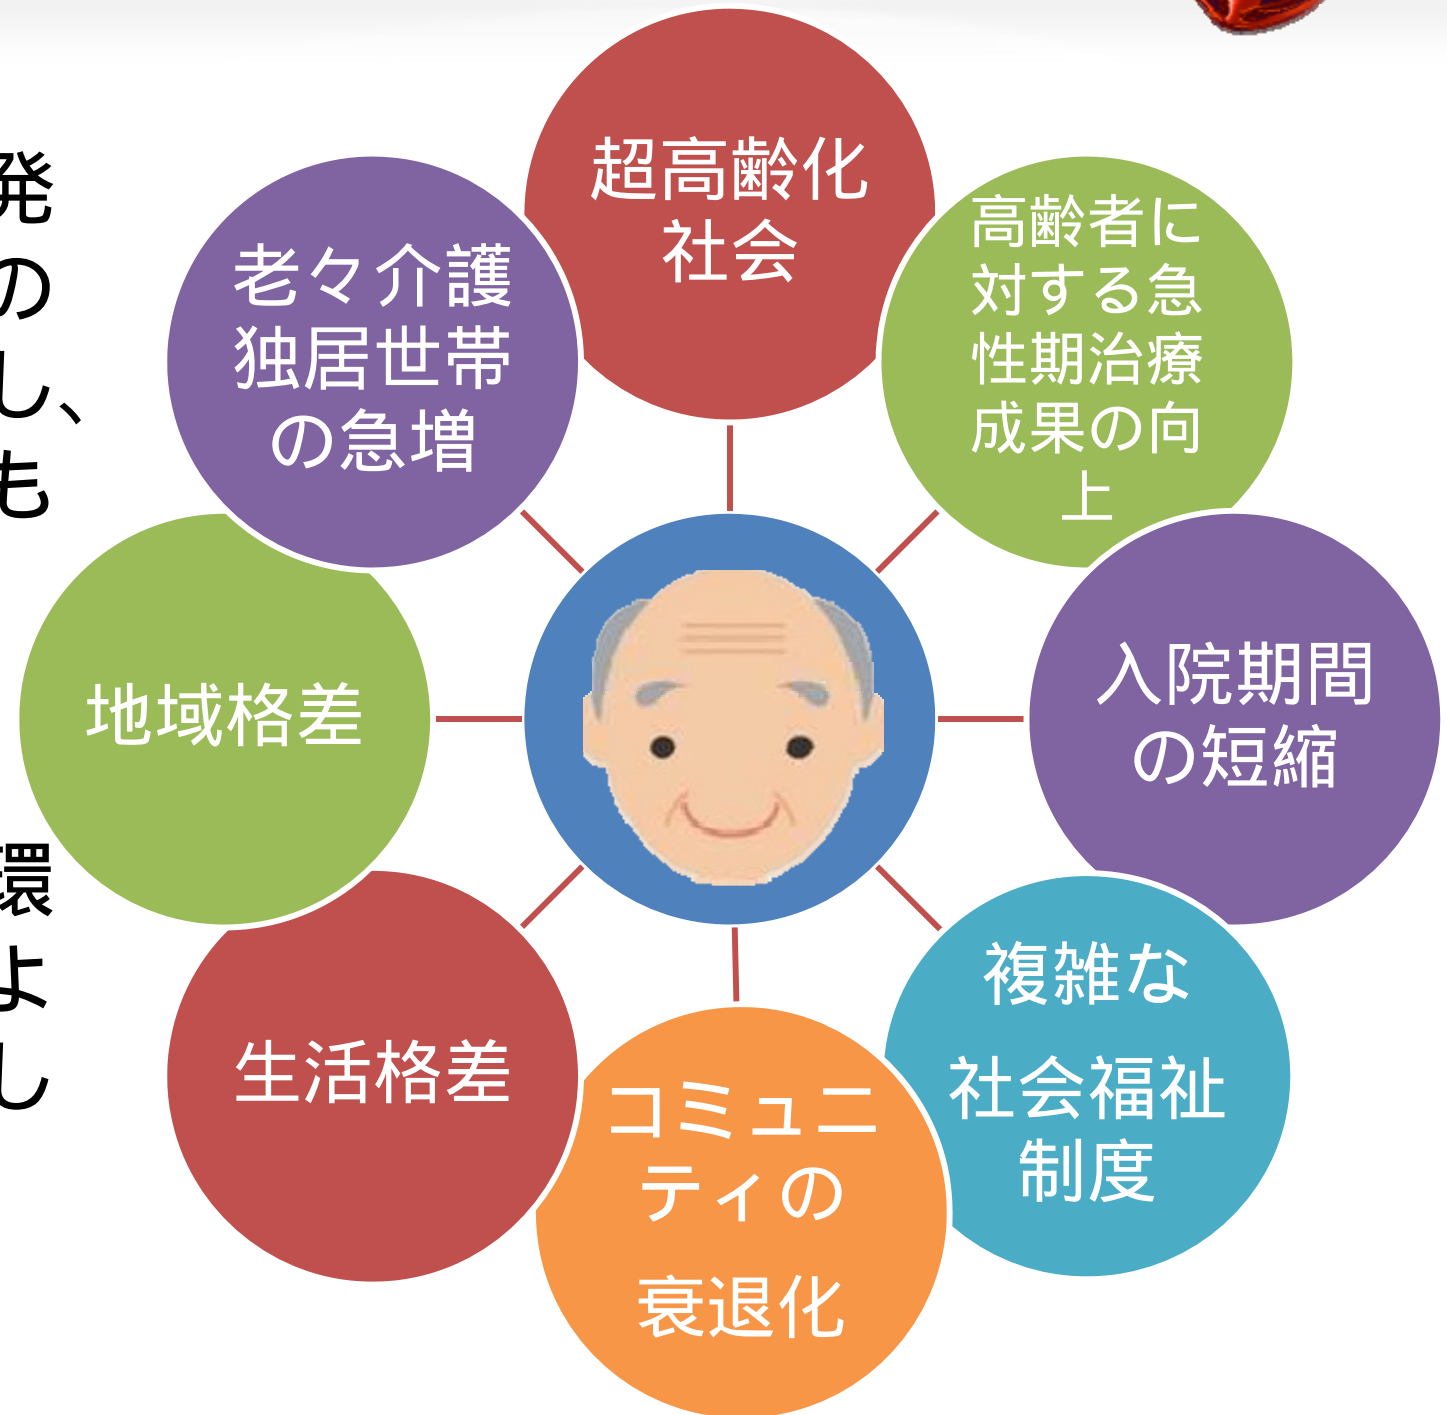 発
の
し、
も
環
よ
し
超高齢化
社会
高齢者に
対する急
性期治療
成果の向
上
入院期間
の短縮
複雑な
社会福祉
制度
コミュニ
ティの
衰退化
生活格差
地域格差
老々介護
独居世帯
の急増